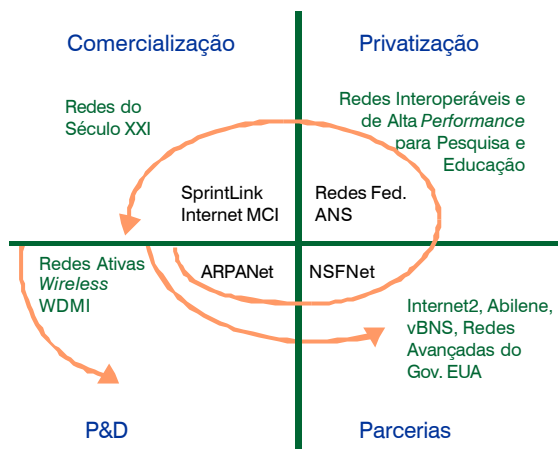 Comercialização
Privatização
Redes do
Século XXI
Redes Interoperáveis e
de Alta Performance
para Pesquisa e
Educação
SprintLink
Internet MCI
Redes Fed.
ANS
Redes Ativas
Wireless
WDMI
ARPANet
NSFNet
Internet2, Abilene,
vBNS, Redes
Avançadas do
Gov. EUA
P&D
Parcerias